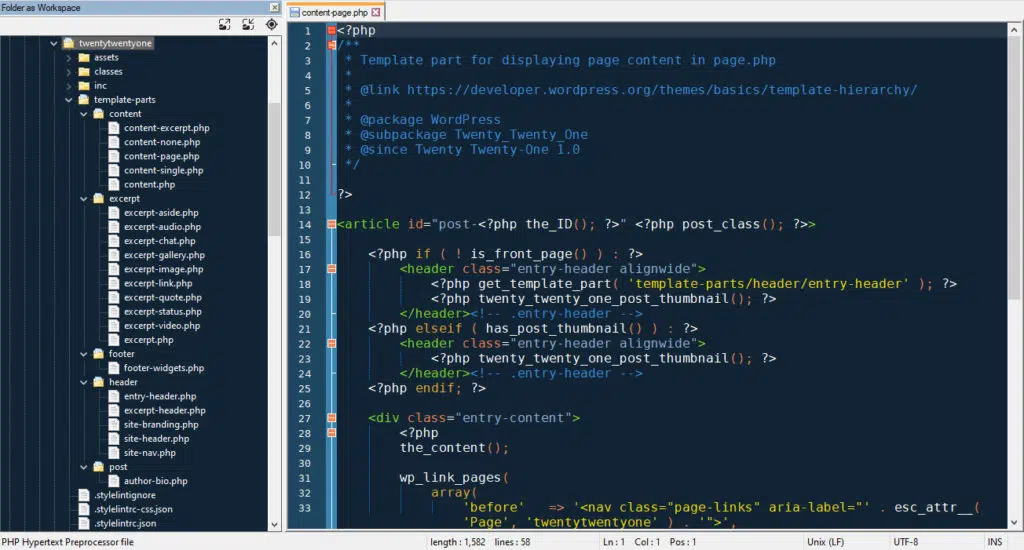 Folder as Workspace
twentytwentyone
assets
classes
inc
template-parts
content
content-excerpt.php
content-none.php
content-page.php
content-single.php
content.php
excerpt
excerpt-aside.php
excerpt-audio.php
excerpt-chat.php
excerpt-gallery.php
excerpt-image.php
excerpt-link.php
excerpt-quote.php
excerpt-status.php
excerpt-video.php
excerpt.php
footer
footer-widgets.php
header
entry-header.php
excerpt-header.php
site-branding.php
site-header.php
site-nav.php
post
author-bio.php
.stylelintignore
.stylelintrc-css.json
.stylelintrc.json
content-page.php
1 <?php
2 /**
3 * Template part for displaying page content in page.php
4 *
5 * @link https://developer.wordpress.org/themes/basics/template-hierarchy/
6 *
7 * @package WordPress
8 * @subpackage Twenty_Twenty_One
9 * @since Twenty Twenty-One 1.0
10 */
11
12 ?>
13
14 <article id="post-<?php the_ID(); ?>" <?php post_class(); ?>>
15
16 <?php if ( ! is_front_page() ) : ?>
17 <header class="entry-header alignwide">
18 <?php get_template_part( 'template-parts/header/entry-header' ); ?>
19 <?php twenty_twenty_one_post_thumbnail(); ?>
20 </header><!-- .entry-header -->
21 <?php elseif ( has_post_thumbnail() ) : ?>
22 <header class="entry-header alignwide">
23 <?php twenty_twenty_one_post_thumbnail(); ?>
24 </header><!-- .entry-header -->
25 <?php endif; ?>
26
27 <div class="entry-content">
28 <?php
29 the_content();
30
31 wp_link_pages(
32 array(
33 'before' => '<nav class="page-links" aria-label="' . esc_attr__(
'Page', 'twentytwentyone' ) . '">',
PHP Hypertext Preprocessor file length : 1,582 lines : 58 Ln : 1 Col : 1 Pos : 1 Unix (LF) UTF-8 INS